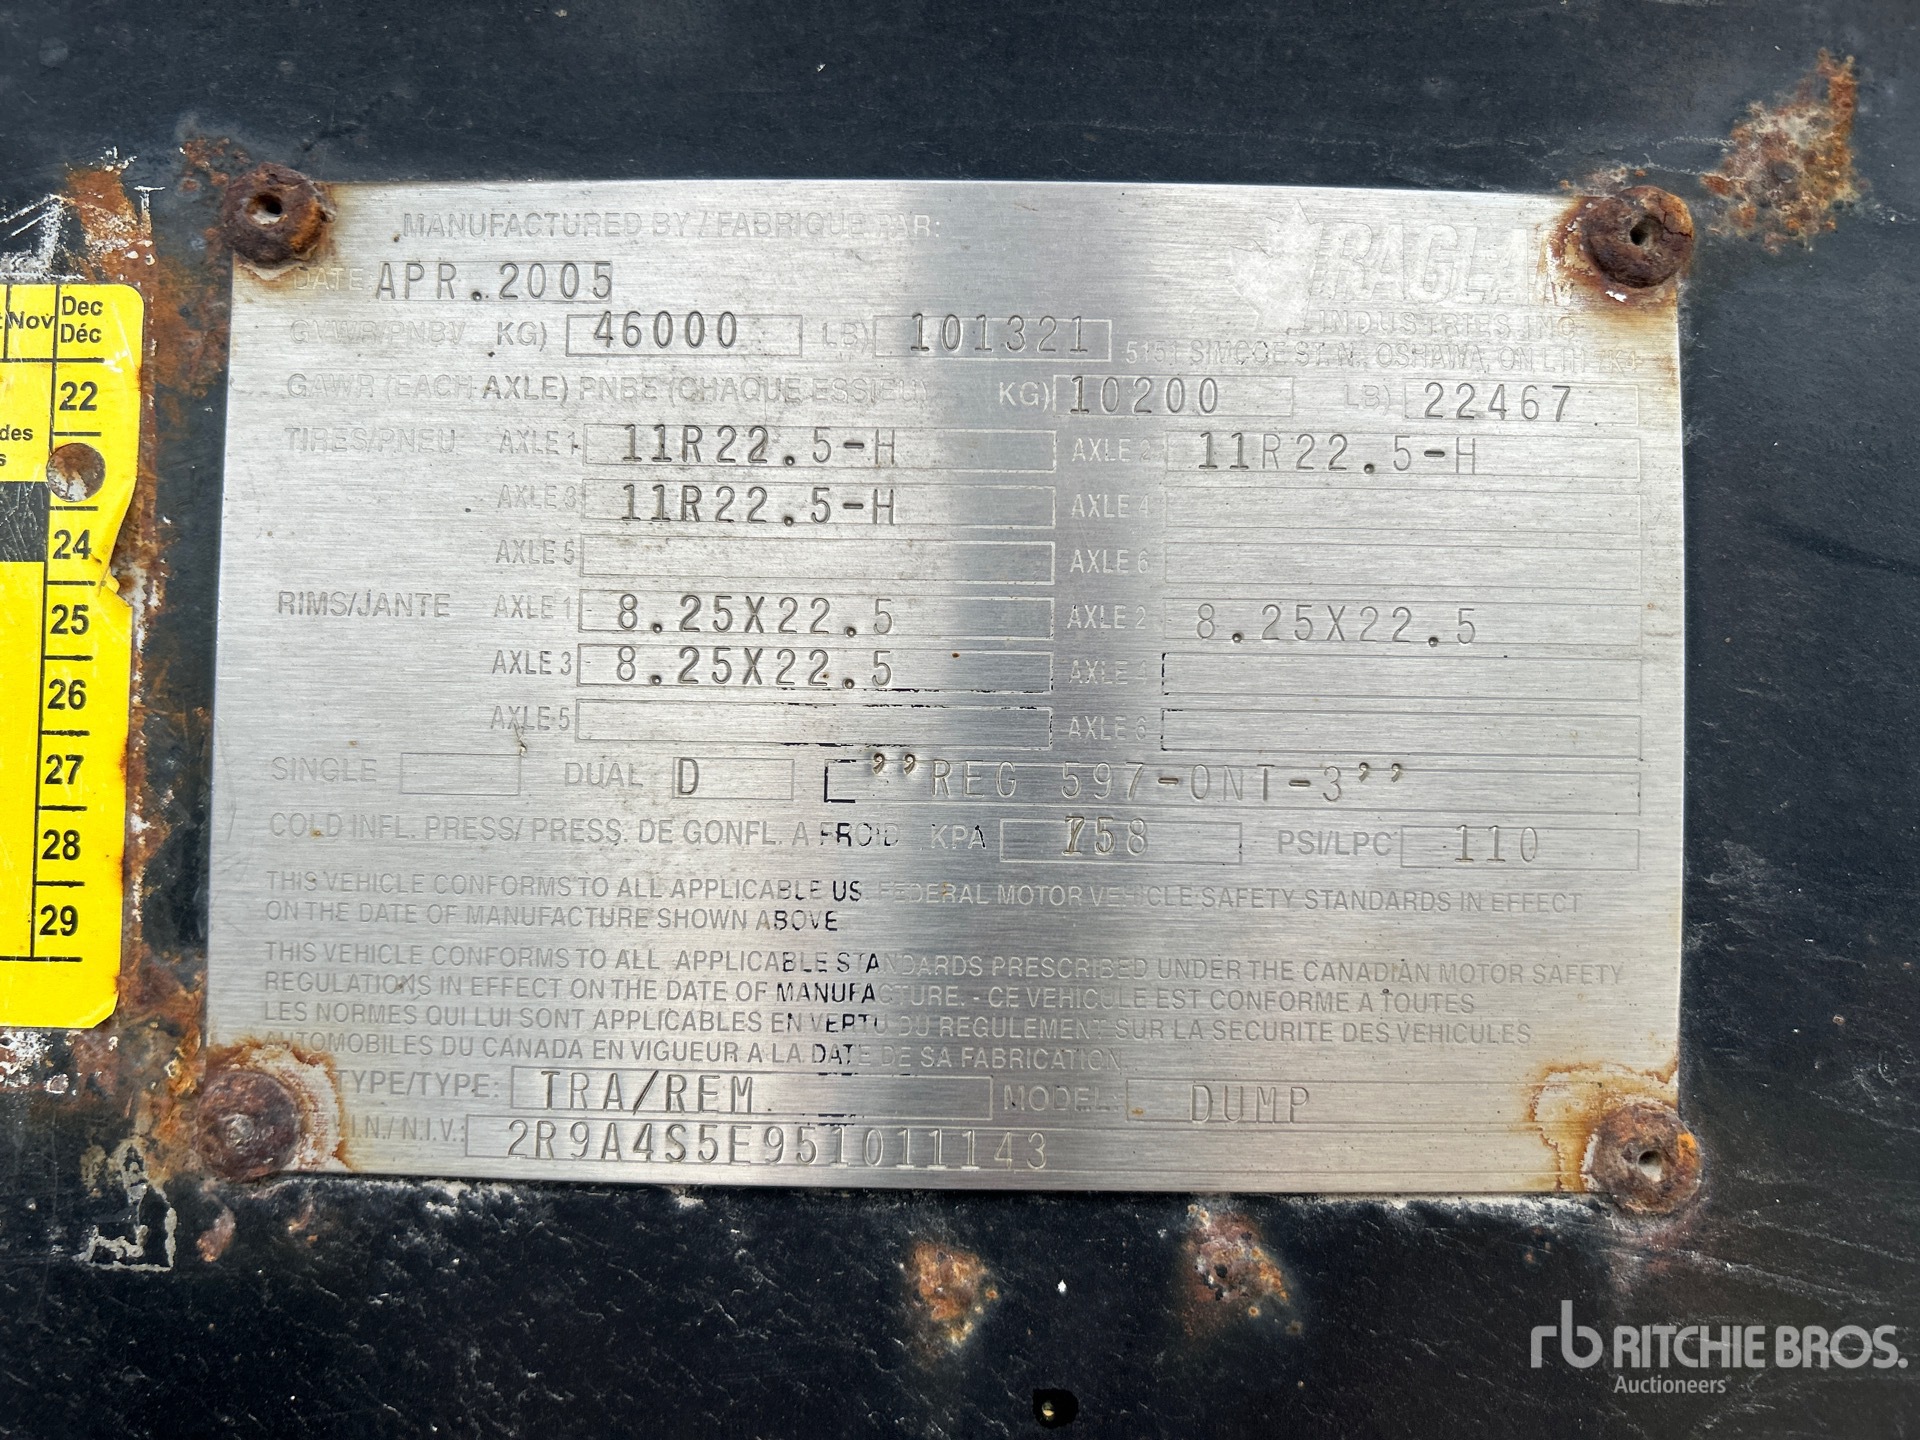 MANUFACTURED BY / FABRIQUE PAR:
RAGLAN
INDUSTRIES INC
DATE APR.2005
GVWR/PNBV KG) 46000 LB) 101321
5151 SIMCOE ST. N., OSHAWA, ON L1H 7K4
GAWR (EACH AXLE) PNBE (CHAQUE ESSIEU) KG) 10200 LB) 22467
TIRES/PNEU AXLE 1 11R22.5-H AXLE 2 11R22.5-H
AXLE 3 11R22.5-H AXLE 4
AXLE 5 AXLE 6
RIMS/JANTE AXLE 1 8.25X22.5 AXLE 2 8.25X22.5
AXLE 3 8.25X22.5 AXLE 4
AXLE 5 AXLE 6
SINGLE DUAL D ,,REG 597-ONT-3,,
COLD INFL. PRESS/ PRESS. DE GONFL. A FROID KPA 758 PSI/LPC 110
THIS VEHICLE CONFORMS TO ALL APPLICABLE US FEDERAL MOTOR VEHICLE SAFETY STANDARDS IN EFFECT
ON THE DATE OF MANUFACTURE SHOWN ABOVE
THIS VEHICLE CONFORMS TO ALL APPLICABLE STANDARDS PRESCRIBED UNDER THE CANADIAN MOTOR SAFETY
REGULATIONS IN EFFECT ON THE DATE OF MANUFACTURE. - CE VEHICULE EST CONFORME A TOUTES
LES NORMES QUI LUI SONT APPLICABLES EN VERTU DU REGULEMENT SUR LA SECURITE DES VEHICULES
AUTOMOBILES DU CANADA EN VIGUEUR A LA DATE DE SA FABRICATION
TYPE/TYPE: TRA/REM MODEL: DUMP
V.I.N./ N.I.V.: 2R9A4S5E951011143
Nov Dec
Déc
22
des
s
24
25
26
27
28
29
rb RITCHIE BROS.
Auctioneers